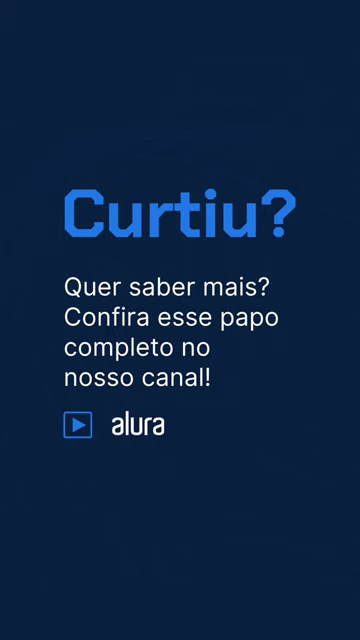 Curtiu?
Quer saber mais?
Confira esse papo
completo no
nosso canal!
alura